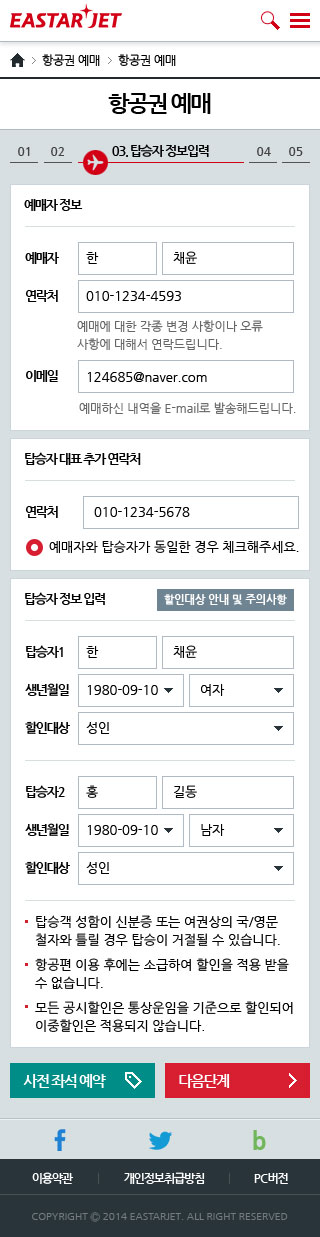 EASTAR JET
항공권 예매 항공권 예매
항공권 예매
01 02 03. 탑승자 정보입력 04 05
예매자 정보
예매자 한 채윤
연락처 010-1234-4593
예매에 대한 각종 변경 사항이나 오류
사항에 대해서 연락드립니다.
이메일 124685@naver.com
예매하신 내역을 E-mail로 발송해드립니다.
탑승자 대표 추가 연락처
연락처 010-1234-5678
예매자와 탑승자가 동일한 경우 체크해주세요.
탑승자 정보 입력 할인대상 안내 및 주의사항
탑승자1 한 채윤
생년월일 1980-09-10 여자
할인대상 성인
탑승자2 홍 길동
생년월일 1980-09-10 남자
할인대상 성인
탑승객 성함이 신분증 또는 여권상의 국/영문
철자와 틀릴 경우 탑승이 거절될 수 있습니다.
항공편 이용 후에는 소급하여 할인을 적용 받을
수 없습니다.
모든 공시할인은 통상운임을 기준으로 할인되어
이중할인은 적용되지 않습니다.
사전 좌석 예약 다음단계
이용약관 개인정보취급방침 PC버전
COPYRIGHT © 2014 EASTARJET. ALL RIGHT RESERVED